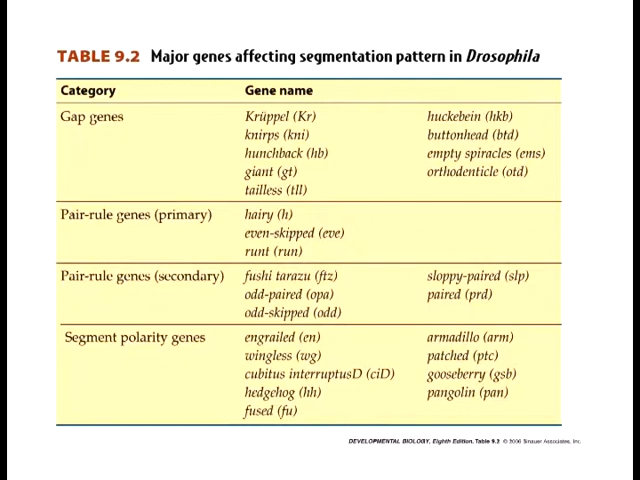 TABLE 9.2 Major genes affecting segmentation pattern in Drosophila
Category Gene name
Gap genes Krüppel (Kr) huckebein (hkb)
knirps (kni) buttonhead (btd)
hunchback (hb) empty spiracles (ems)
giant (gt) orthodenticle (otd)
tailless (tll)
Pair-rule genes (primary) hairy (h)
even-skipped (eve)
runt (run)
Pair-rule genes (secondary) fushi tarazu (ftz) sloppy-paired (slp)
odd-paired (opa) paired (prd)
odd-skipped (odd)
Segment polarity genes engrailed (en) armadillo (arm)
wingless (wg) patched (ptc)
cubitus interruptusD (ciD) gooseberry (gsb)
hedgehog (hh) pangolin (pan)
fused (fu)
DEVELOPMENTAL BIOLOGY, Eighth Edition, Table 9.2 © 2006 Sinauer Associates, Inc.